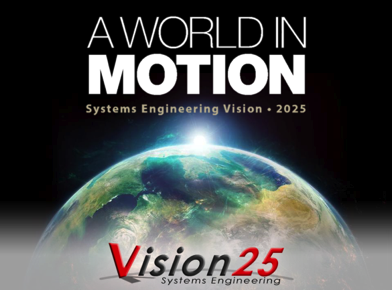 A WORLD IN
MOTION
Systems Engineering Vision • 2025
Vision25
Systems Engineering